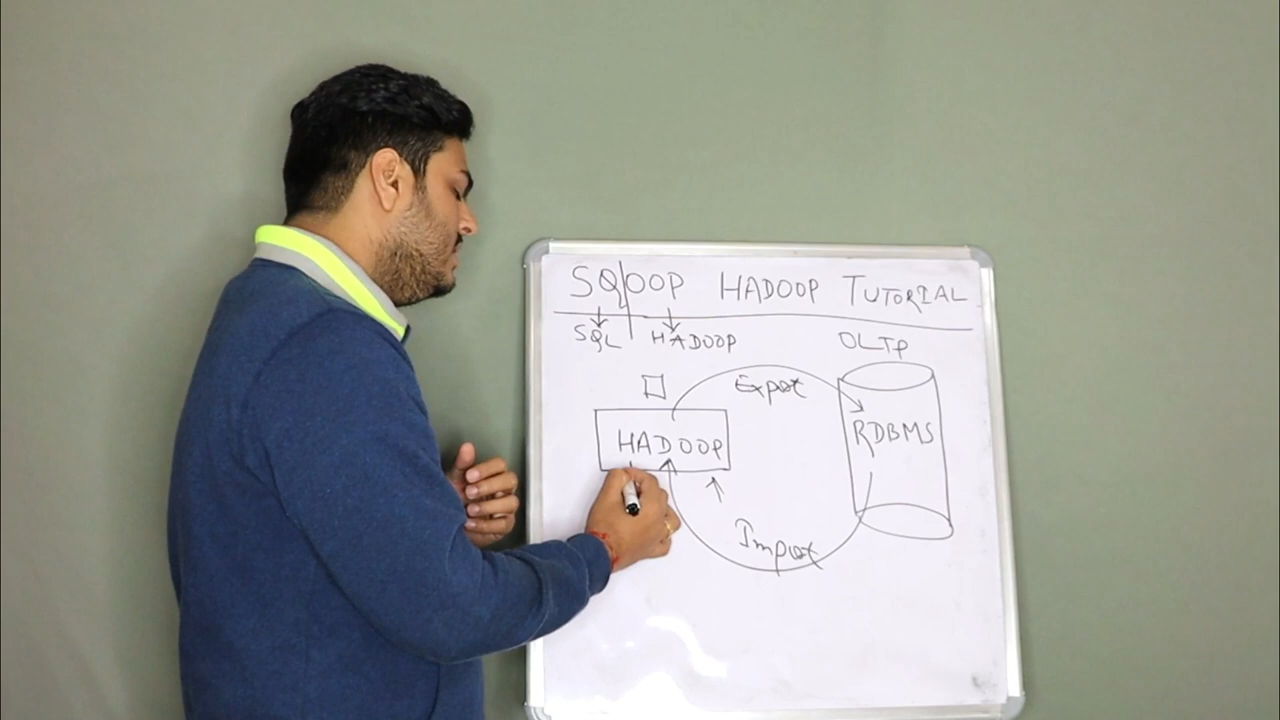 SQOOP HADOOP TUTORIAL
SQL HADOOP
OLTP
Export
HADOOP
RDBMS
Import